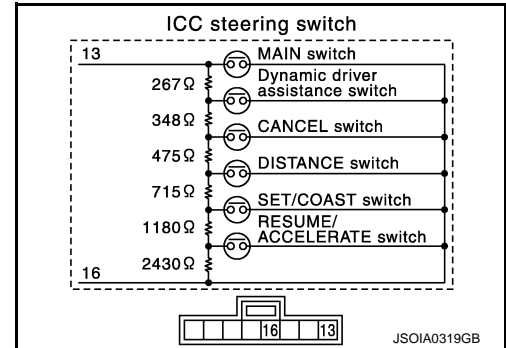 ICC steering switch
13
MAIN switch
267Ω
Dynamic driver
assistance switch
348Ω
CANCEL switch
475Ω
DISTANCE switch
715Ω
SET/COAST switch
1180Ω
RESUME/
ACCELERATE switch
2430Ω
16
16 13
JSOIA0319GB